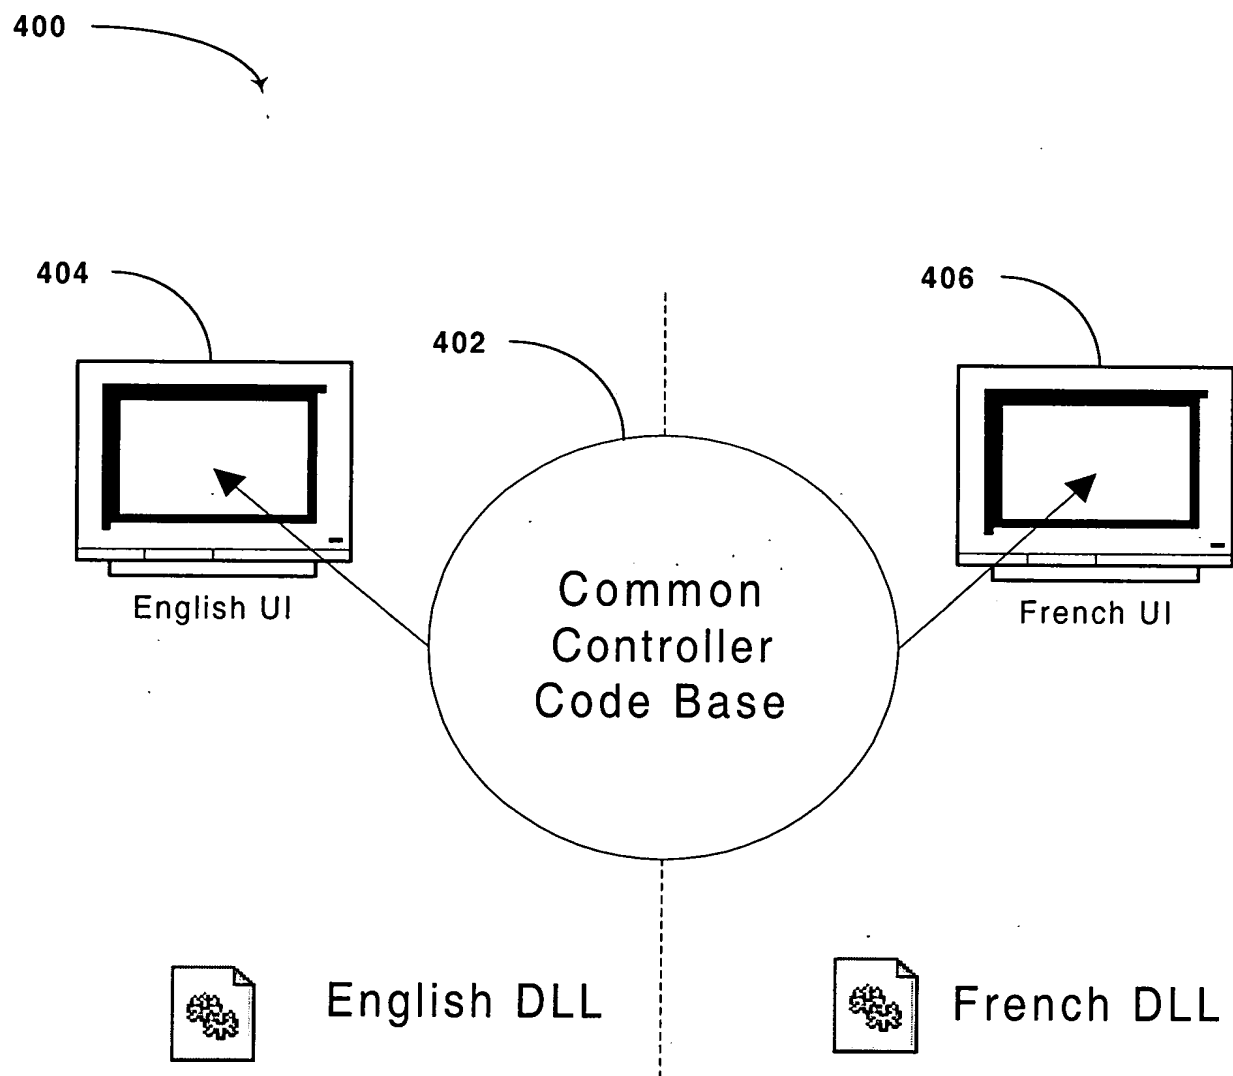 400
404
406
402
English UI
French UI
Common
Controller
Code Base
English DLL
French DLL